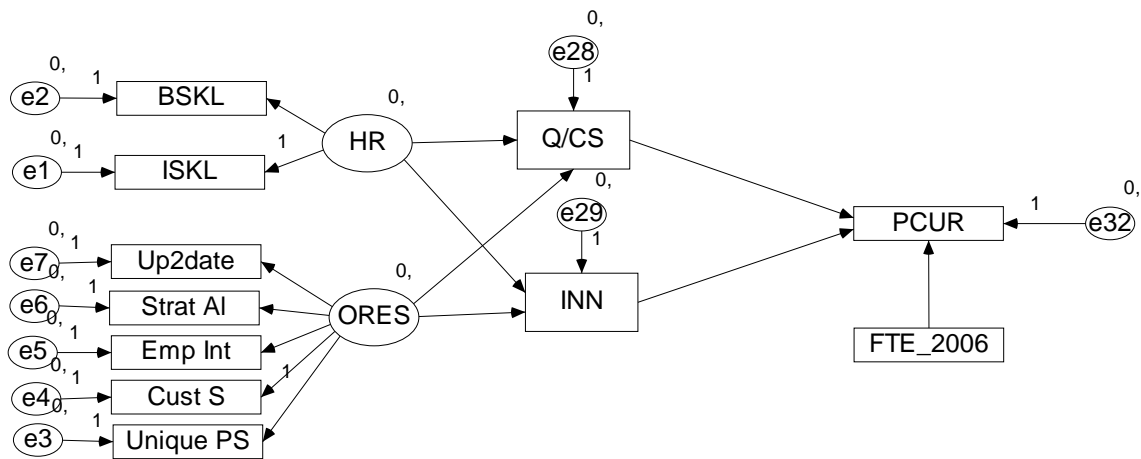 0,
e28
1
0,
e2
1
BSKL
0,
e1
1
ISKL
0,
HR
1
Q/CS
0,
e29
1
INN
0,
e7
1
Up2date
0,
e6
1
Strat Al
0,
e5
1
Emp Int
0,
e4
1
Cust S
0,
e3
1
Unique PS
0,
ORES
1
PCUR
1
0,
e32
FTE_2006